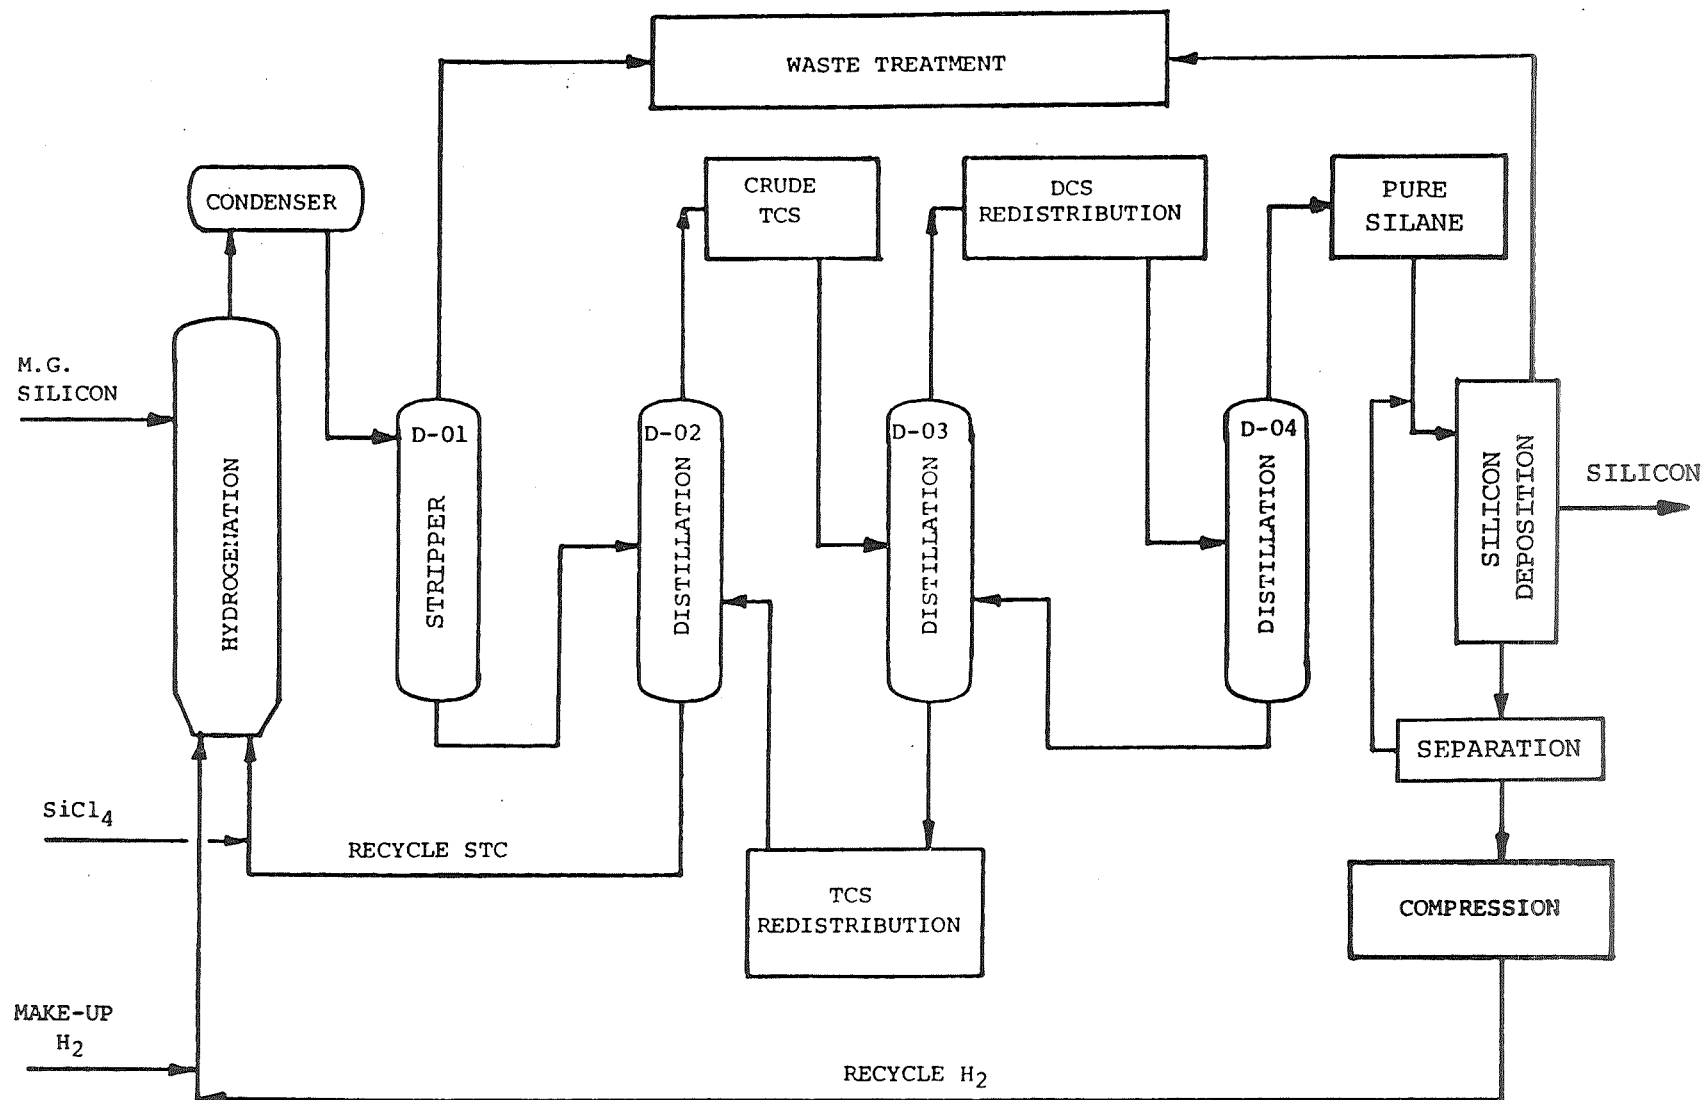 WASTE TREATMENT
CONDENSER
CRUDE
TCS
DCS
REDISTRIBUTION
PURE
SILANE
M.G.
SILICON
HYDROGENATION
D-01
STRIPPER
D-02
DISTILLATION
D-03
DISTILLATION
D-04
DISTILLATION
SILICON
DEPOSITION
SILICON
SEPARATION
SiCl4
RECYCLE STC
TCS
REDISTRIBUTION
COMPRESSION
MAKE-UP
H2
RECYCLE H2